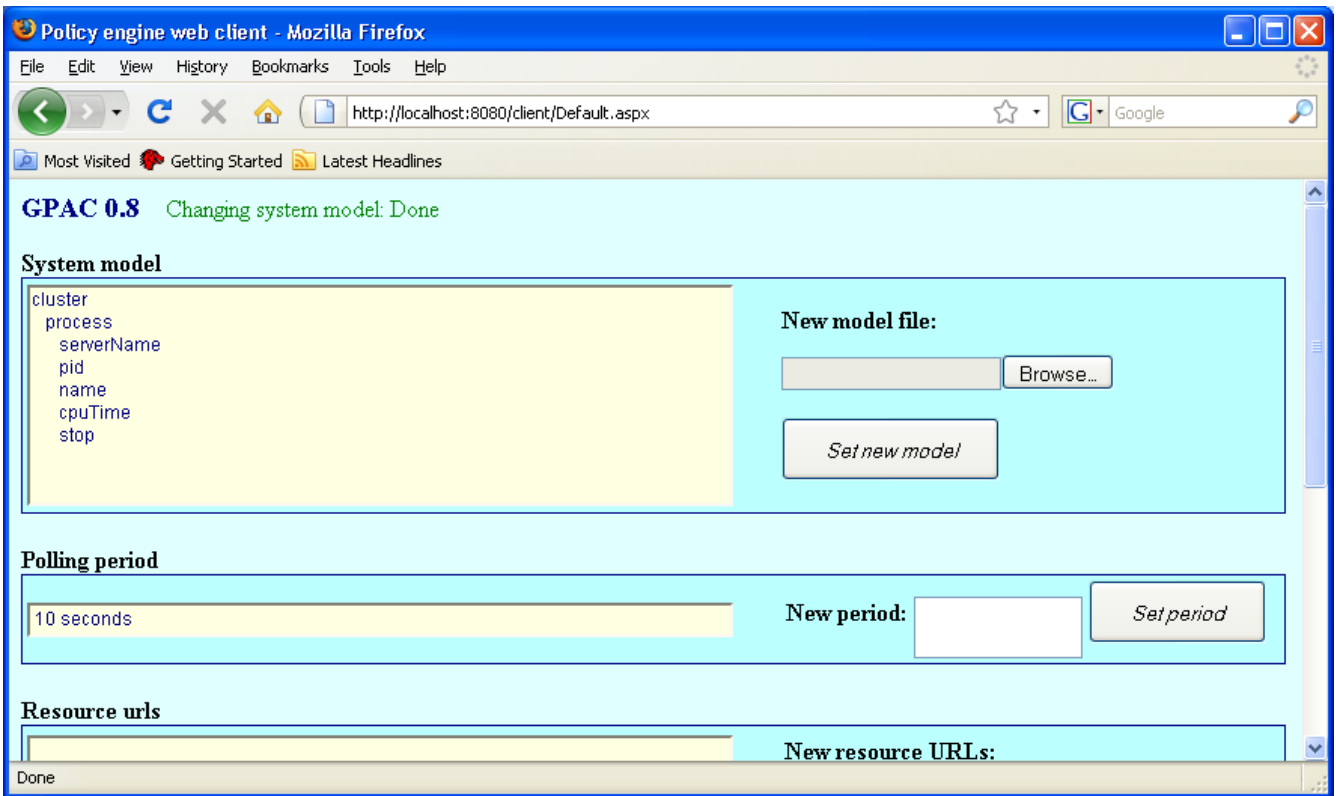 Policy engine web client - Mozilla Firefox
File Edit View History Bookmarks Tools Help
http://localhost:8080/client/Default.aspx
G Google
Most Visited Getting Started Latest Headlines
GPAC 0.8 Changing system model: Done
System model
cluster
process
serverName
pid
name
cpuTime
stop
New model file:
Browse...
Set new model
Polling period
10 seconds
New period:
Set period
Resource urls
New resource URLs:
Done